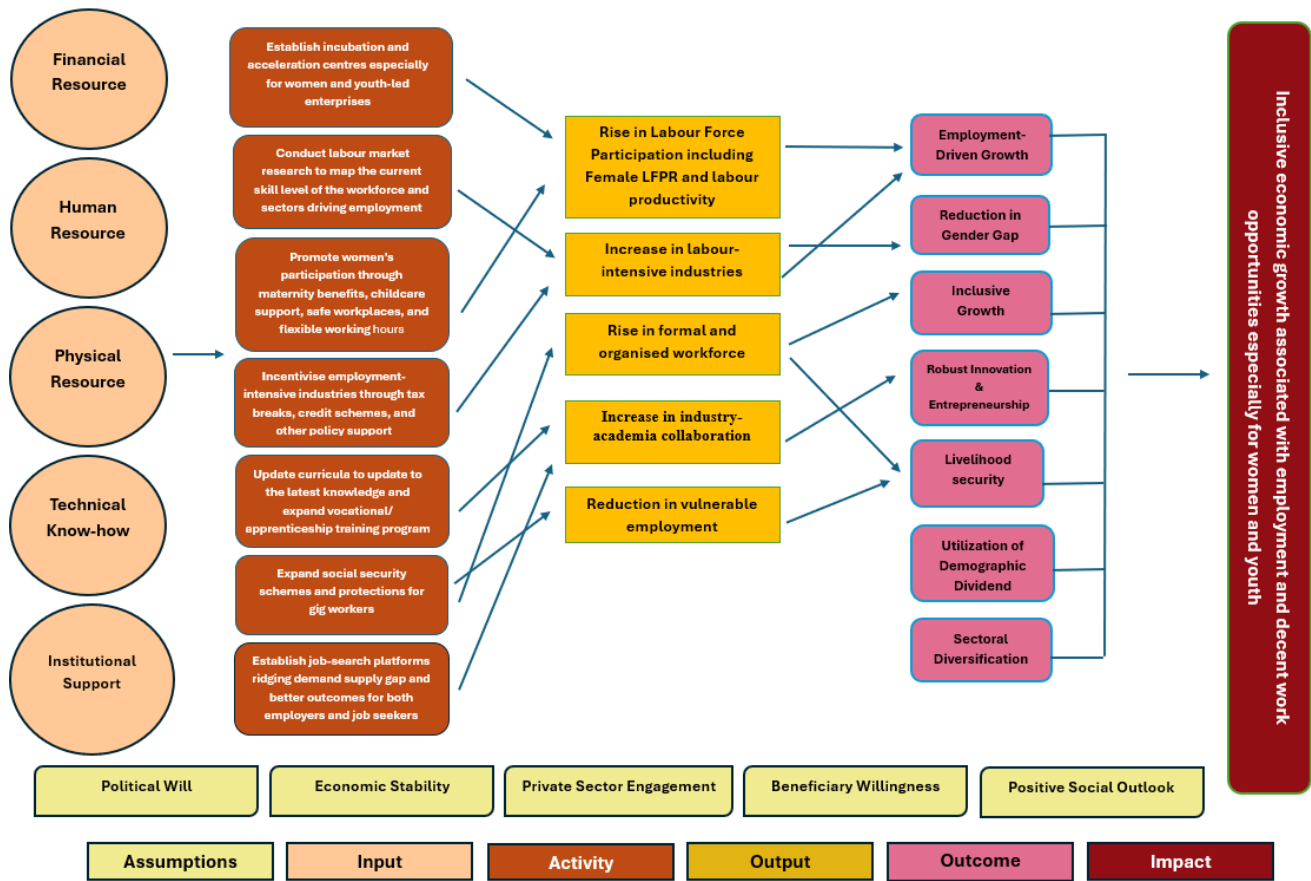 Financial
Resource
Human
Resource
Physical
Resource
Technical
Know-how
Institutional
Support
Establish incubation and
acceleration centres especially
for women and youth-led
enterprises
Conduct labour market
research to map the current
skill level of the workforce and
sectors driving employment
Promote women's
participation through
maternity benefits, childcare
support, safe workplaces, and
flexible working hours
Incentivise employment-
intensive industries through tax
breaks, credit schemes, and
other policy support
Update curricula to update to
the latest knowledge and
expand vocational/
apprenticeship training program
Expand social security
schemes and protections for
gig workers
Establish job-search platforms
ridging demand supply gap and
better outcomes for both
employers and job seekers
Rise in Labour Force
Participation including
Female LFPR and labour
productivity
Increase in labour-
intensive industries
Rise in formal and
organised workforce
Increase in industry-
academia collaboration
Reduction in vulnerable
employment
Employment-
Driven Growth
Reduction in
Gender Gap
Inclusive
Growth
Robust Innovation
&
Entrepreneurship
Livelihood
security
Utilization of
Demographic
Dividend
Sectoral
Diversification
Inclusive economic growth associated with employment and decent work
opportunities especially for women and youth
Political Will
Economic Stability
Private Sector Engagement
Beneficiary Willingness
Positive Social Outlook
Assumptions
Input
Activity
Output
Outcome
Impact